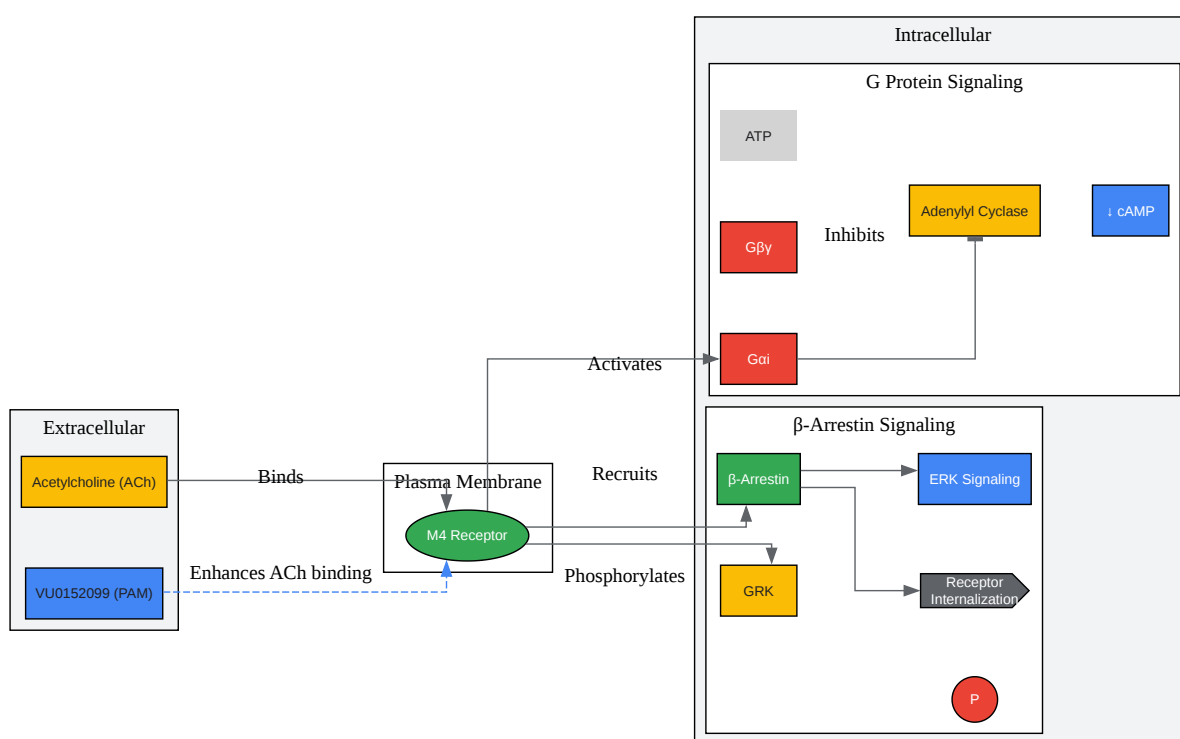 Intracellular
G Protein Signaling
ATP
Adenylyl Cyclase
↓ cAMP
Gβγ
Inhibits
Gαi
Activates
Extracellular
Acetylcholine (ACh)
Binds
VU0152099 (PAM)
Enhances ACh binding
Plasma Membrane
M4 Receptor
Recruits
Phosphorylates
β-Arrestin Signaling
β-Arrestin
ERK Signaling
GRK
Receptor
Internalization
P